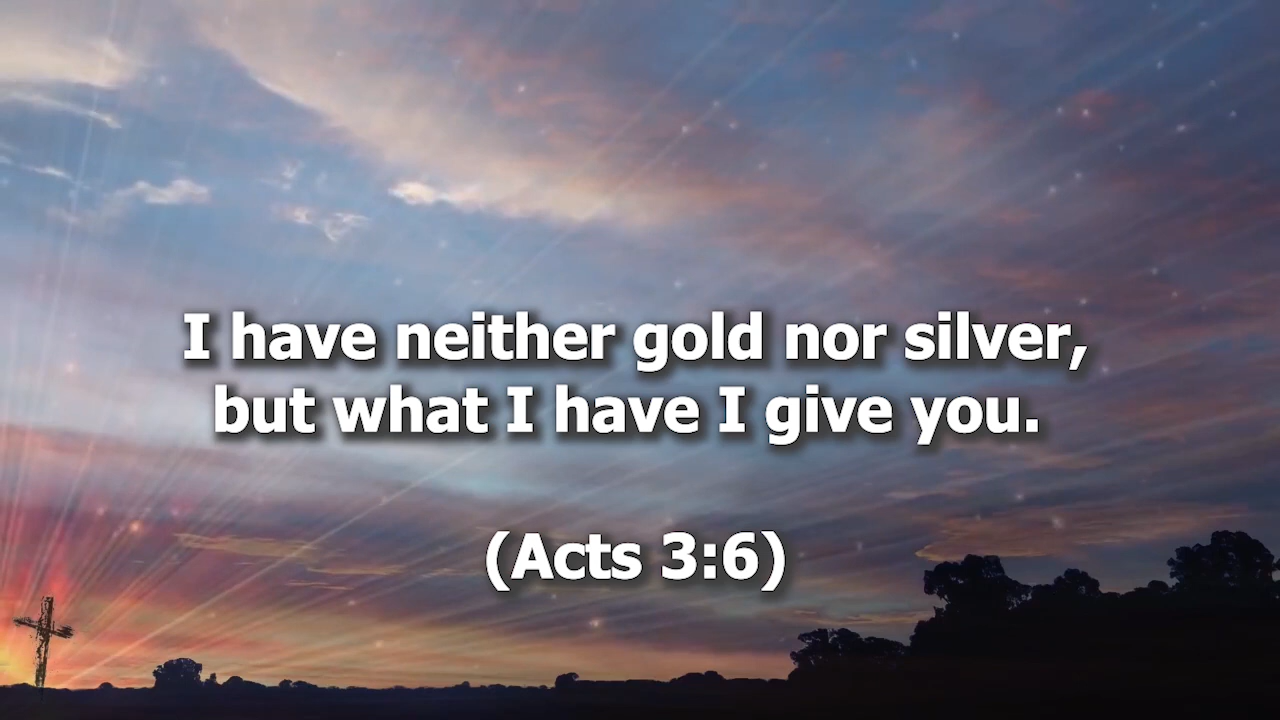 I have neither gold nor silver,
but what I have I give you.
(Acts 3:6)